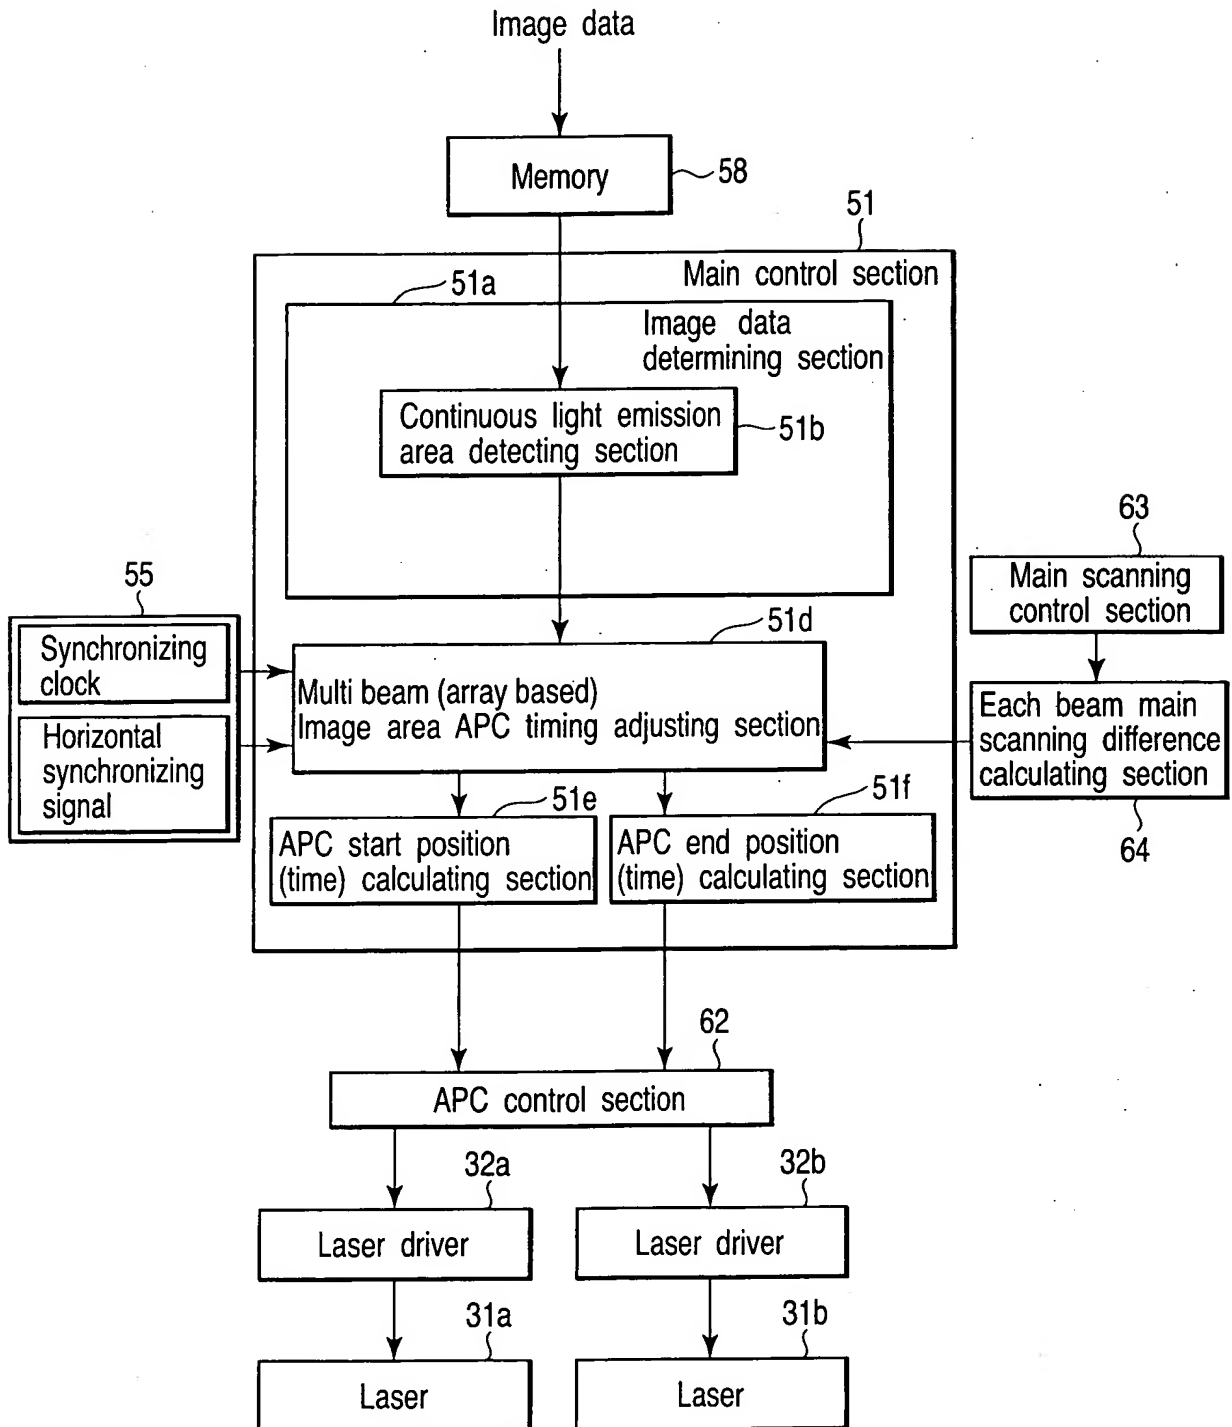 Image data
Memory
58
51
Main control section
51a
Image data
determining section
Continuous light emission
area detecting section
51b
63
Main scanning
control section
55
Synchronizing
clock
Horizontal
synchronizing
signal
51d
Multi beam (array based)
Image area APC timing adjusting section
Each beam main
scanning difference
calculating section
64
51e
APC start position
(time) calculating section
51f
APC end position
(time) calculating section
62
APC control section
32a
Laser driver
32b
Laser driver
31a
Laser
31b
Laser